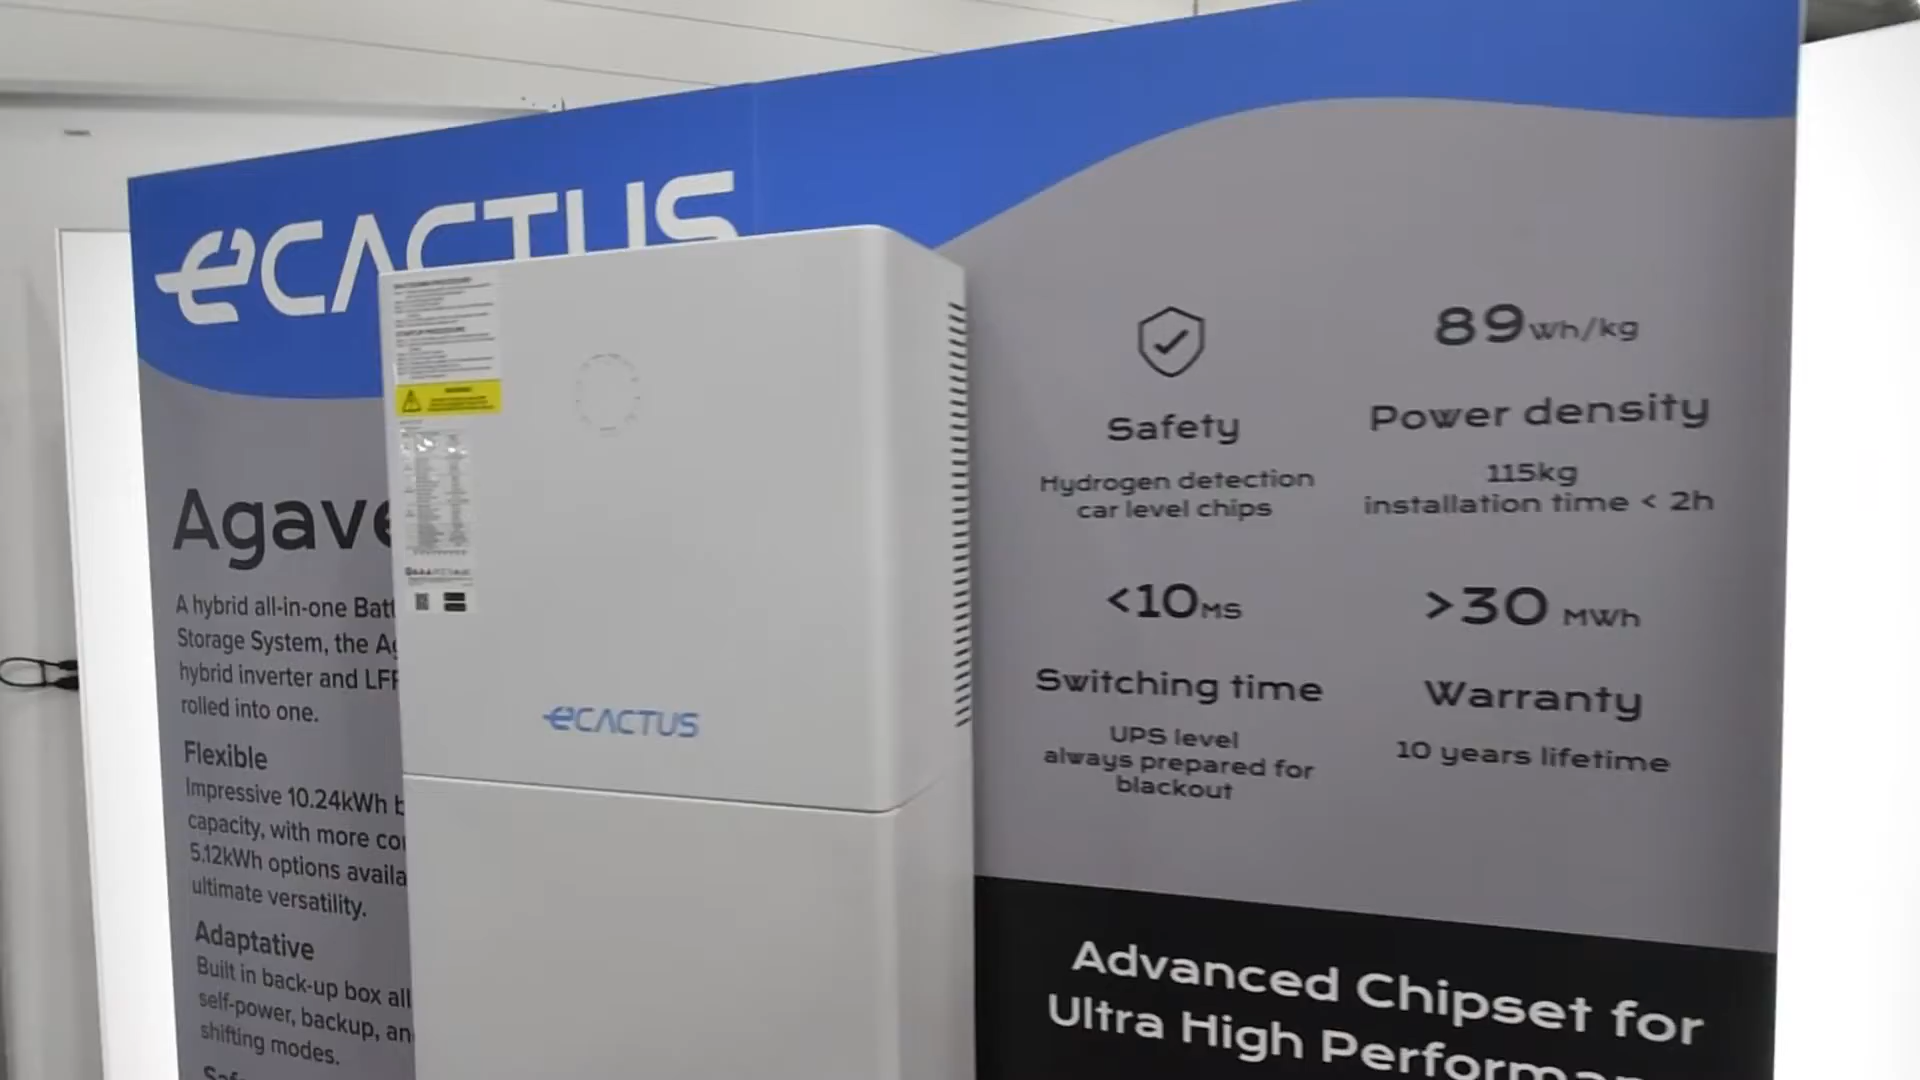 eCACTUS
Agave
A hybrid all-in-one Batt
Storage System, the Ag
hybrid inverter and LFP
rolled into one.
Flexible
Impressive 10.24kWh b
capacity, with more co
5.12kWh options availa
ultimate versatility.
Adaptative
Built in back-up box all
self-power, backup, an
shifting modes.
eCACTUS
Safety
Hydrogen detection
car level chips
89Wh/kg
Power density
115kg
installation time < 2h
<10MS
Switching time
UPS level
always prepared for
blackout
>30 MWh
Warranty
10 years lifetime
Advanced Chipset for
Ultra High Performan